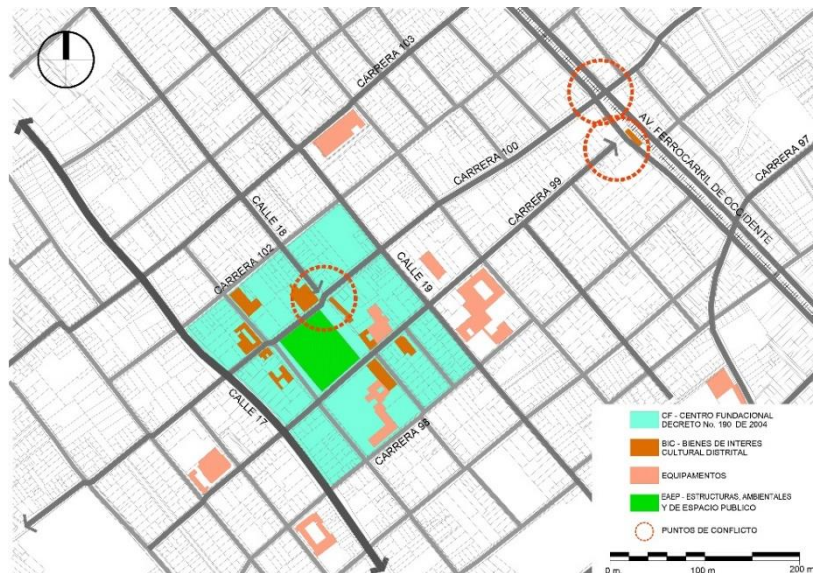 CARRERA 103
AV. FERROCARRIL DE OCCIDENTE
CARRERA 97
CARRERA 100
CARRERA 99
CALLE 18
CARRERA 102
CALLE 19
CALLE 17
CARRERA 98
CF - CENTRO FUNDACIONAL
DECRETO No. 190 DE 2004
BIC - BIENES DE INTERES
CULTURAL DISTRITAL
EQUIPAMENTOS
EAEP - ESTRUCTURAS, AMBIENTALES
Y DE ESPACIO PUBLICO
PUNTOS DE CONFLICTO
0 m
100 m
200 m